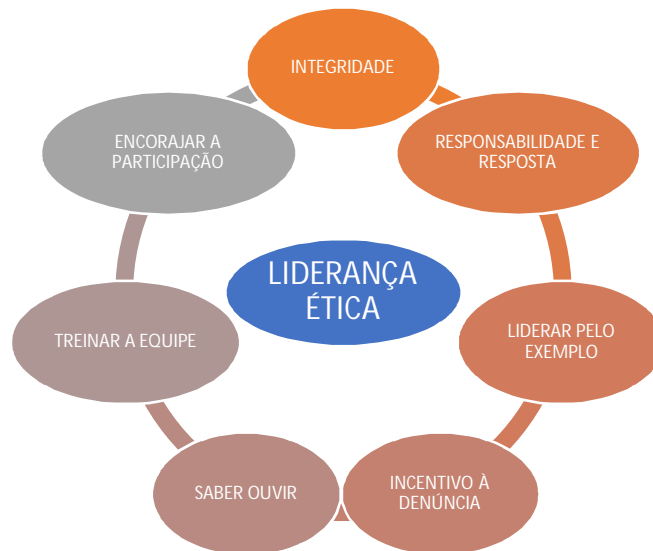 INTEGRIDADE
RESPONSABILIDADE E
RESPOSTA
LIDERAR PELO
EXEMPLO
INCENTIVO À
DENÚNCIA
SABER OUVIR
TREINAR A EQUIPE
ENCORAJAR A
PARTICIPAÇÃO
LIDERANÇA
ÉTICA